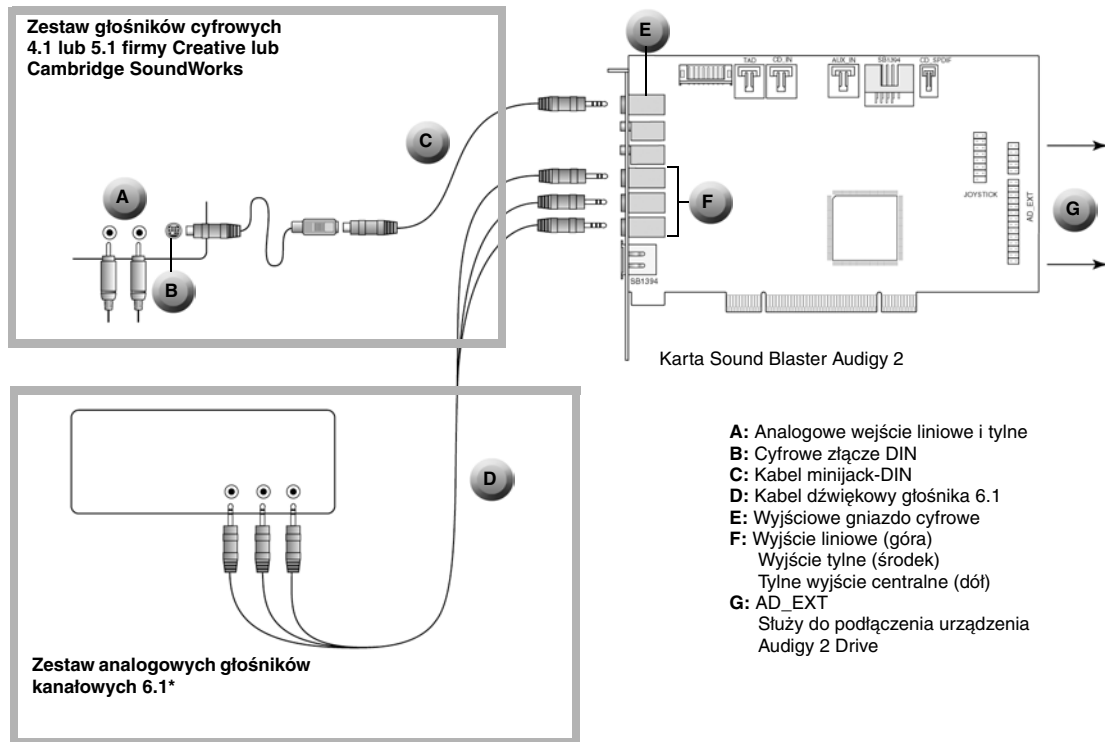 Zestaw głośników cyfrowych
4.1 lub 5.1 firmy Creative lub
Cambridge SoundWorks
A
B
C
E
TAD
CD_IN
AUX_IN
SB1394
CD_SPDIF
F
JOYSTICK
AD_EXT
G
SB1394
Karta Sound Blaster Audigy 2
D
Zestaw analogowych głośników
kanałowych 6.1*
A: Analogowe wejście liniowe i tylne
B: Cyfrowe złącze DIN
C: Kabel minijack-DIN
D: Kabel dźwiękowy głośnika 6.1
E: Wyjściowe gniazdo cyfrowe
F: Wyjście liniowe (góra)
Wyjście tylne (środek)
Tylne wyjście centralne (dół)
G: AD_EXT
Służy do podłączenia urządzenia
Audigy 2 Drive